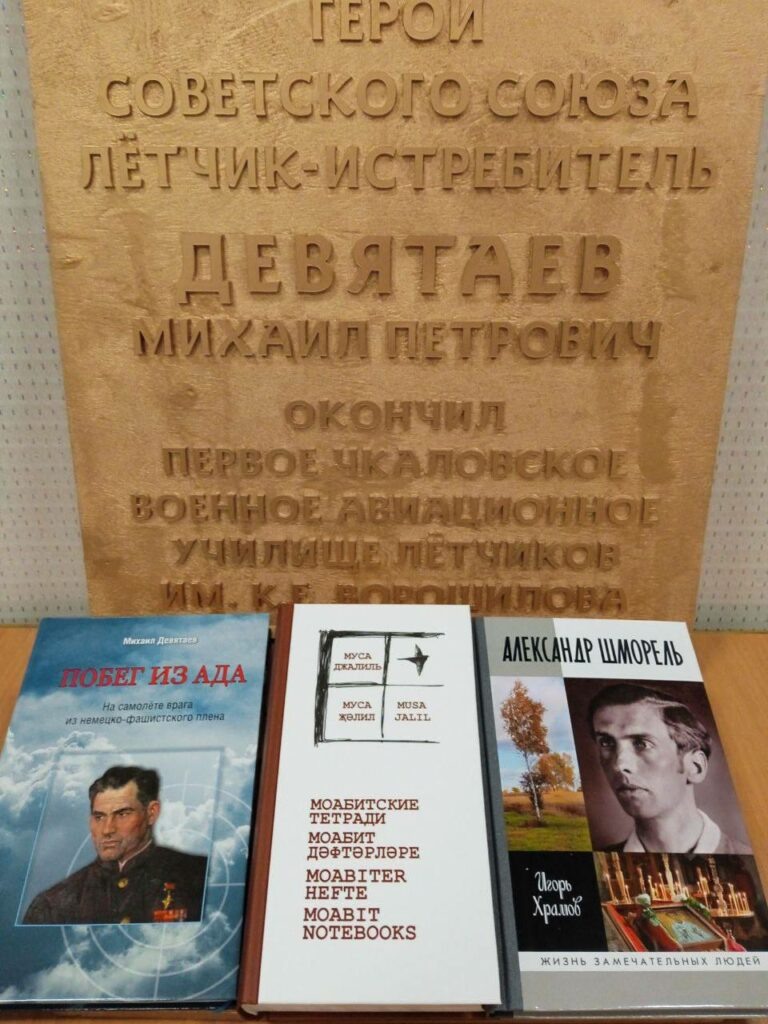 ГЕРОЙ
СОВЕТСКОГО СОЮЗА
ЛЁТЧИК-ИСТРЕБИТЕЛЬ
ДЕВЯТАЕВ
МИХАИЛ ПЕТРОВИЧ
ОКОНЧИЛ
ПЕРВОЕ ЧКАЛОВСКОЕ
ВОЕННОЕ АВИАЦИОННОЕ
УЧИЛИЩЕ ЛЁТЧИКОВ
ИМ. К.Е. ВОРОШИЛОВА
Михаил Девятаев
ПОБЕГ ИЗ АДА
На самолёте врага
из немецко-фашистского плена
МУСА
ДЖАЛИЛЬ
МУСА
ҖӘЛИЛ
MUSA
JALIL
МОАБИТСКИЕ
ТЕТРАДИ
МОАБИТ
ДӘФТӘРЛӘРЕ
MOABITER
HEFTE
MOABIT
NOTEBOOKS
АЛЕКСАНДР ШМОРЕЛЬ
Игорь
Храмов
ЖИЗНЬ ЗАМЕЧАТЕЛЬНЫХ ЛЮДЕЙ